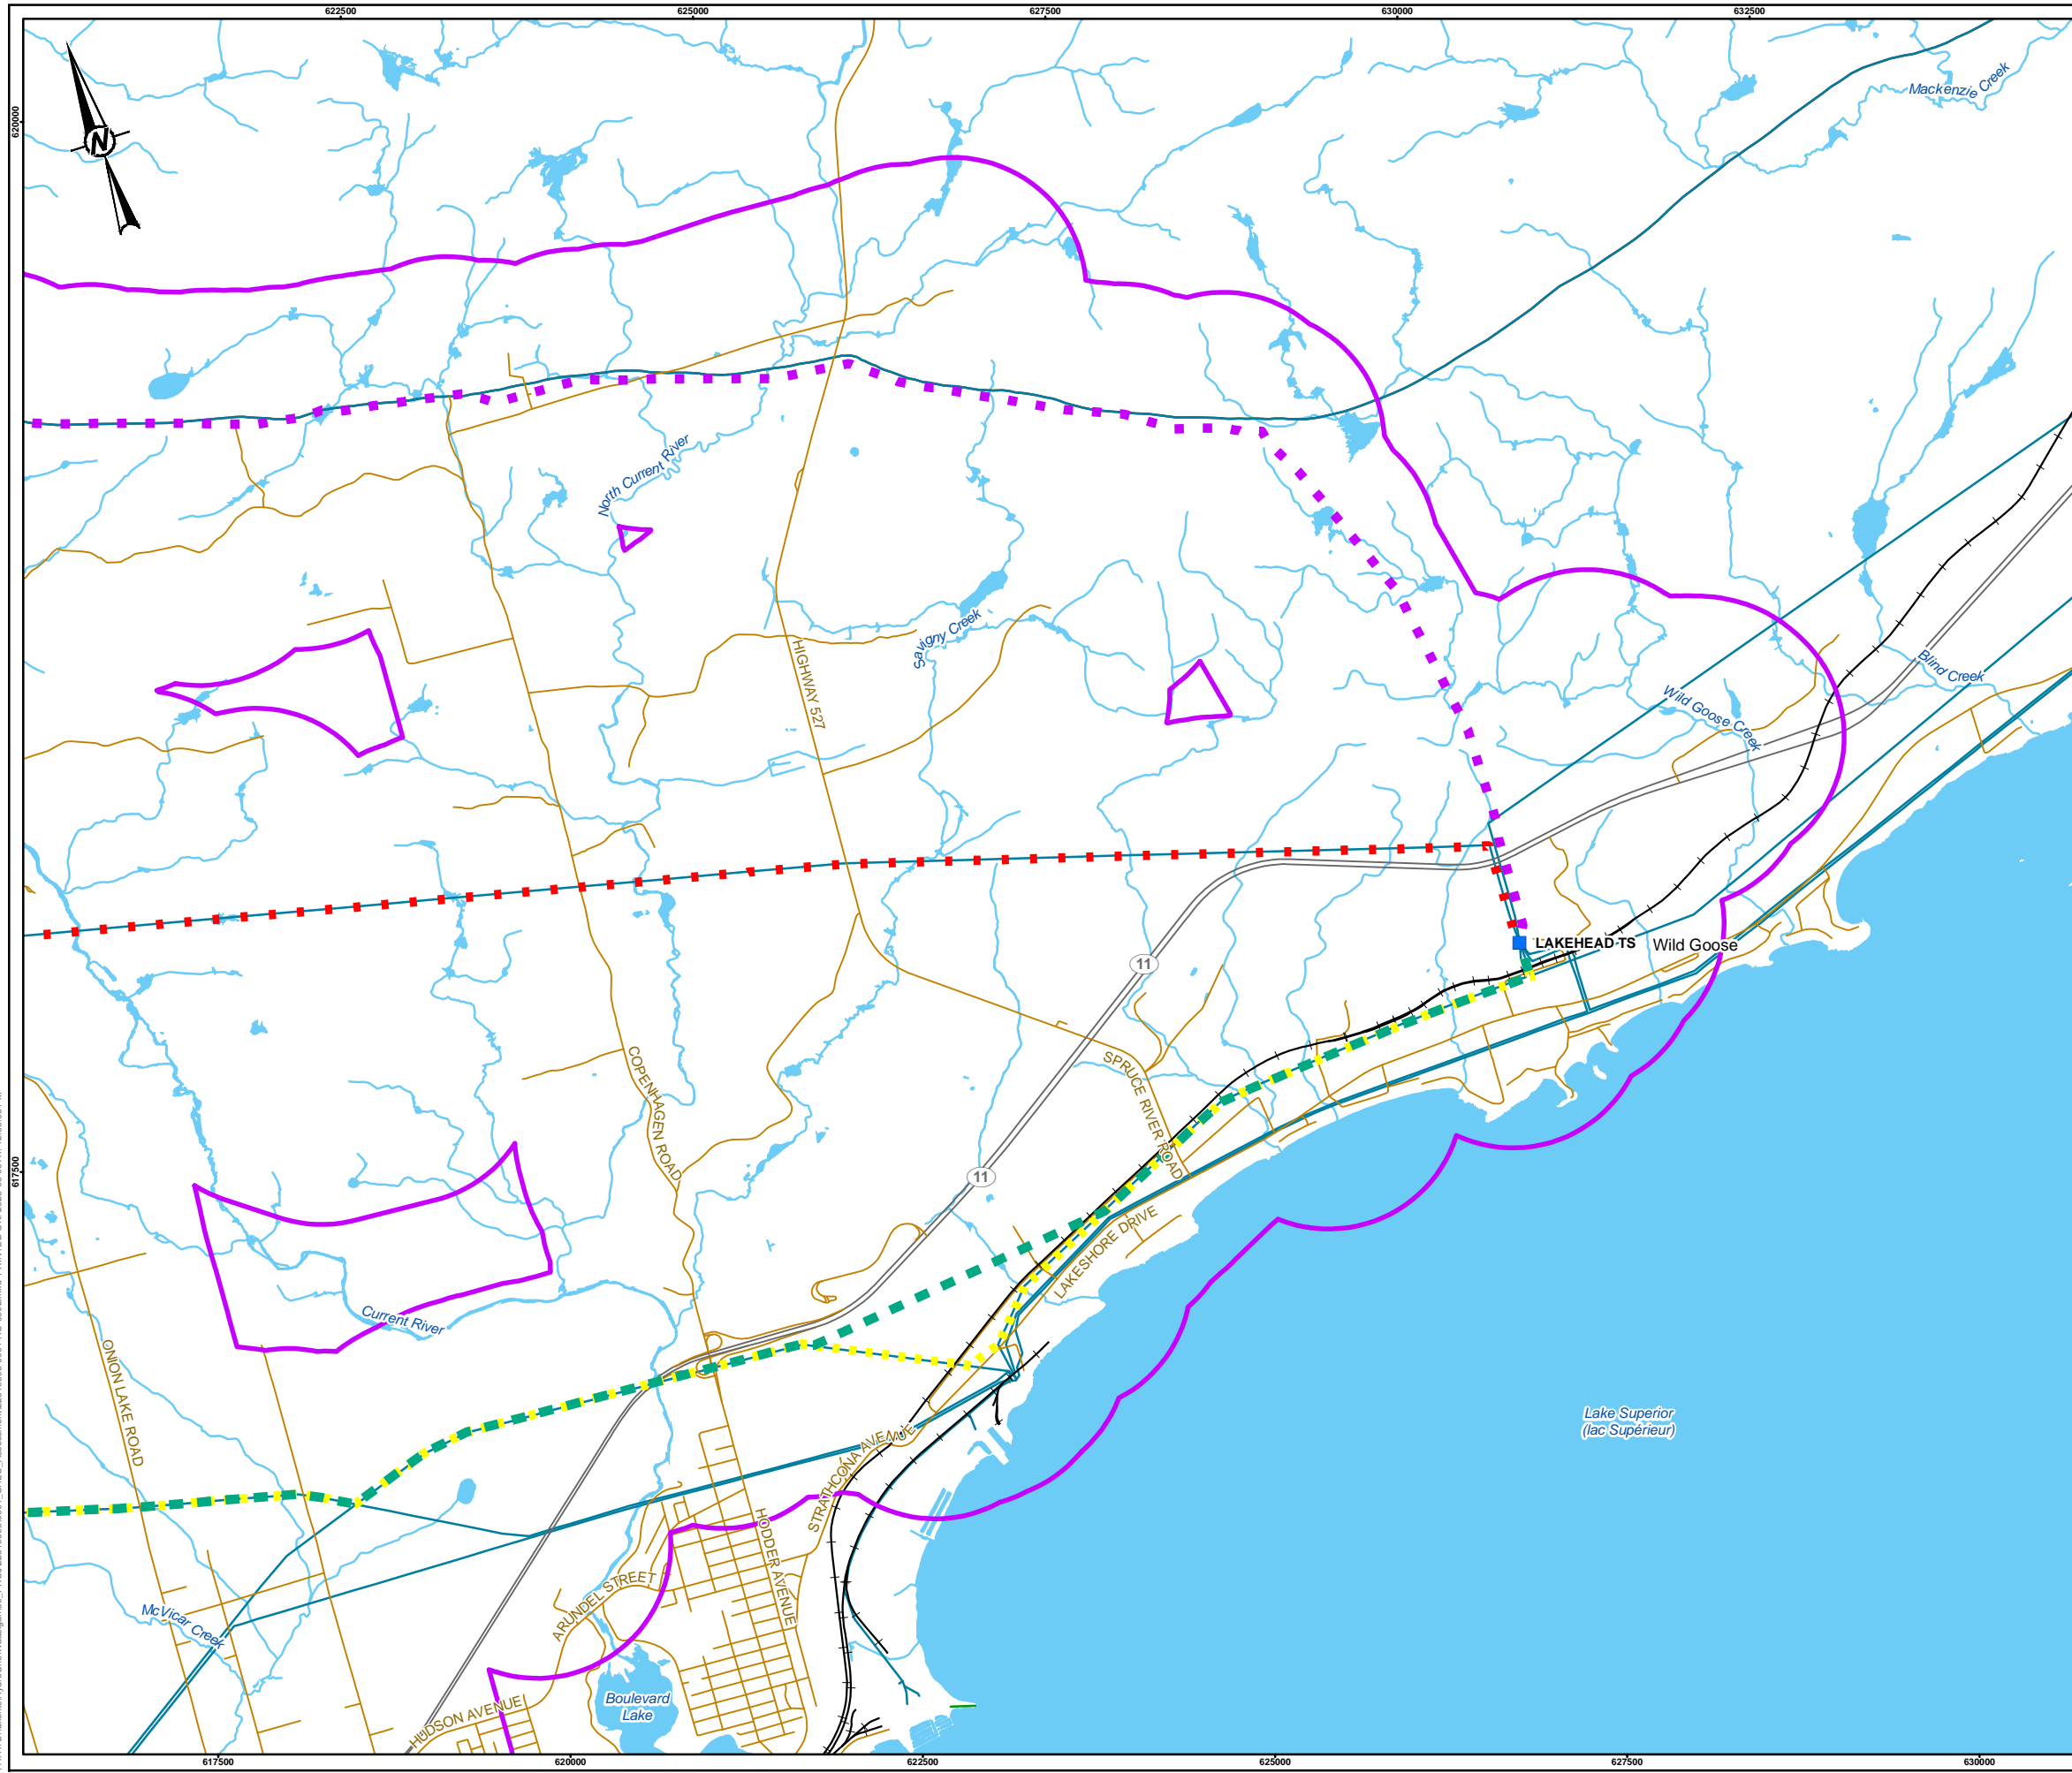 622500
625000
627500
630000
632500
620000
Mackenzie Creek
N
North Current River
Savigny Creek
HIGHWAY 527
Blind Creek
Wild Goose Creek
LAKEHEAD TS
Wild Goose
11
COPENHAGEN ROAD
SPRUCE RIVER ROAD
617500
11
LAKESHORE DRIVE
Current River
ONION LAKE ROAD
Lake Superior
(lac Supérieur)
STRATHCONA AVENUE
HODDER AVENUE
ARUNDEL STREET
McVicar Creek
Boulevard
Lake
HUDSON AVENUE
617500
620000
622500
625000
627500
630000